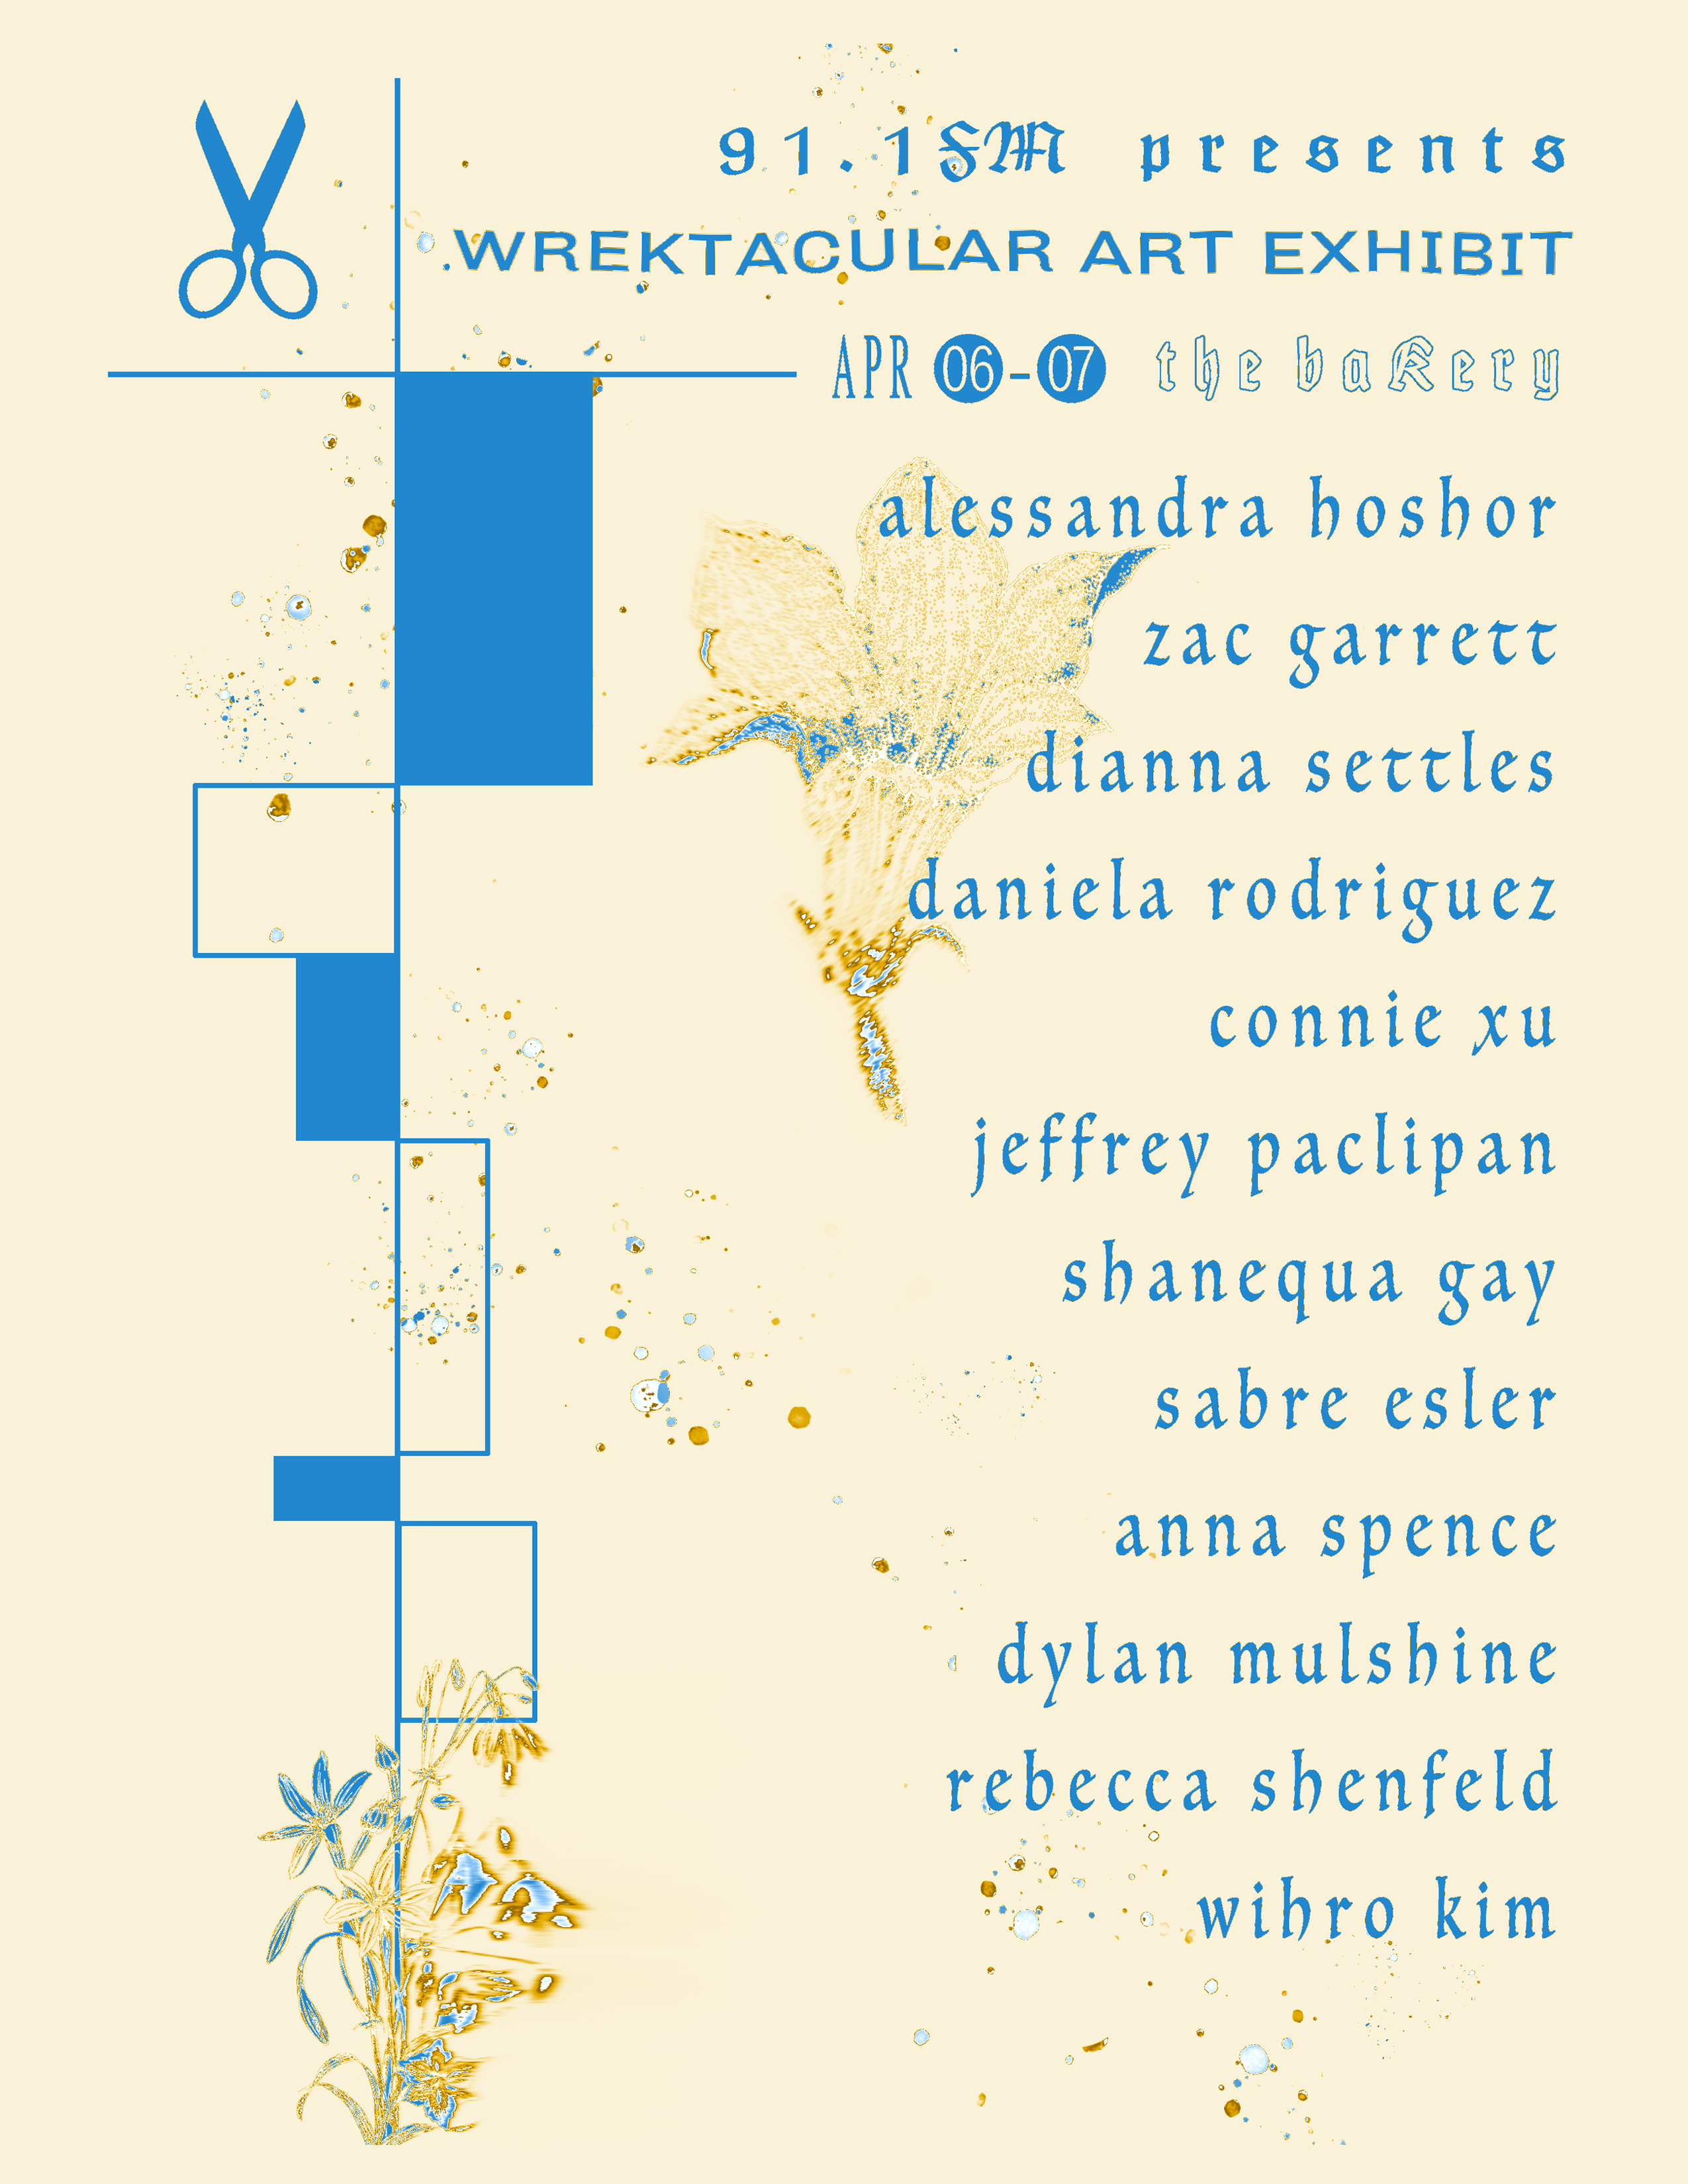 91.1FM presents
WREKTACULAR ART EXHIBIT
APR 06-07 the baKery
alessandra hoshor
zac garrett
dianna settles
daniela rodriguez
connie xu
jeffrey paclipan
shanequa gay
sabre esler
anna spence
dylan mulshine
rebecca shenfeld
wihro kim